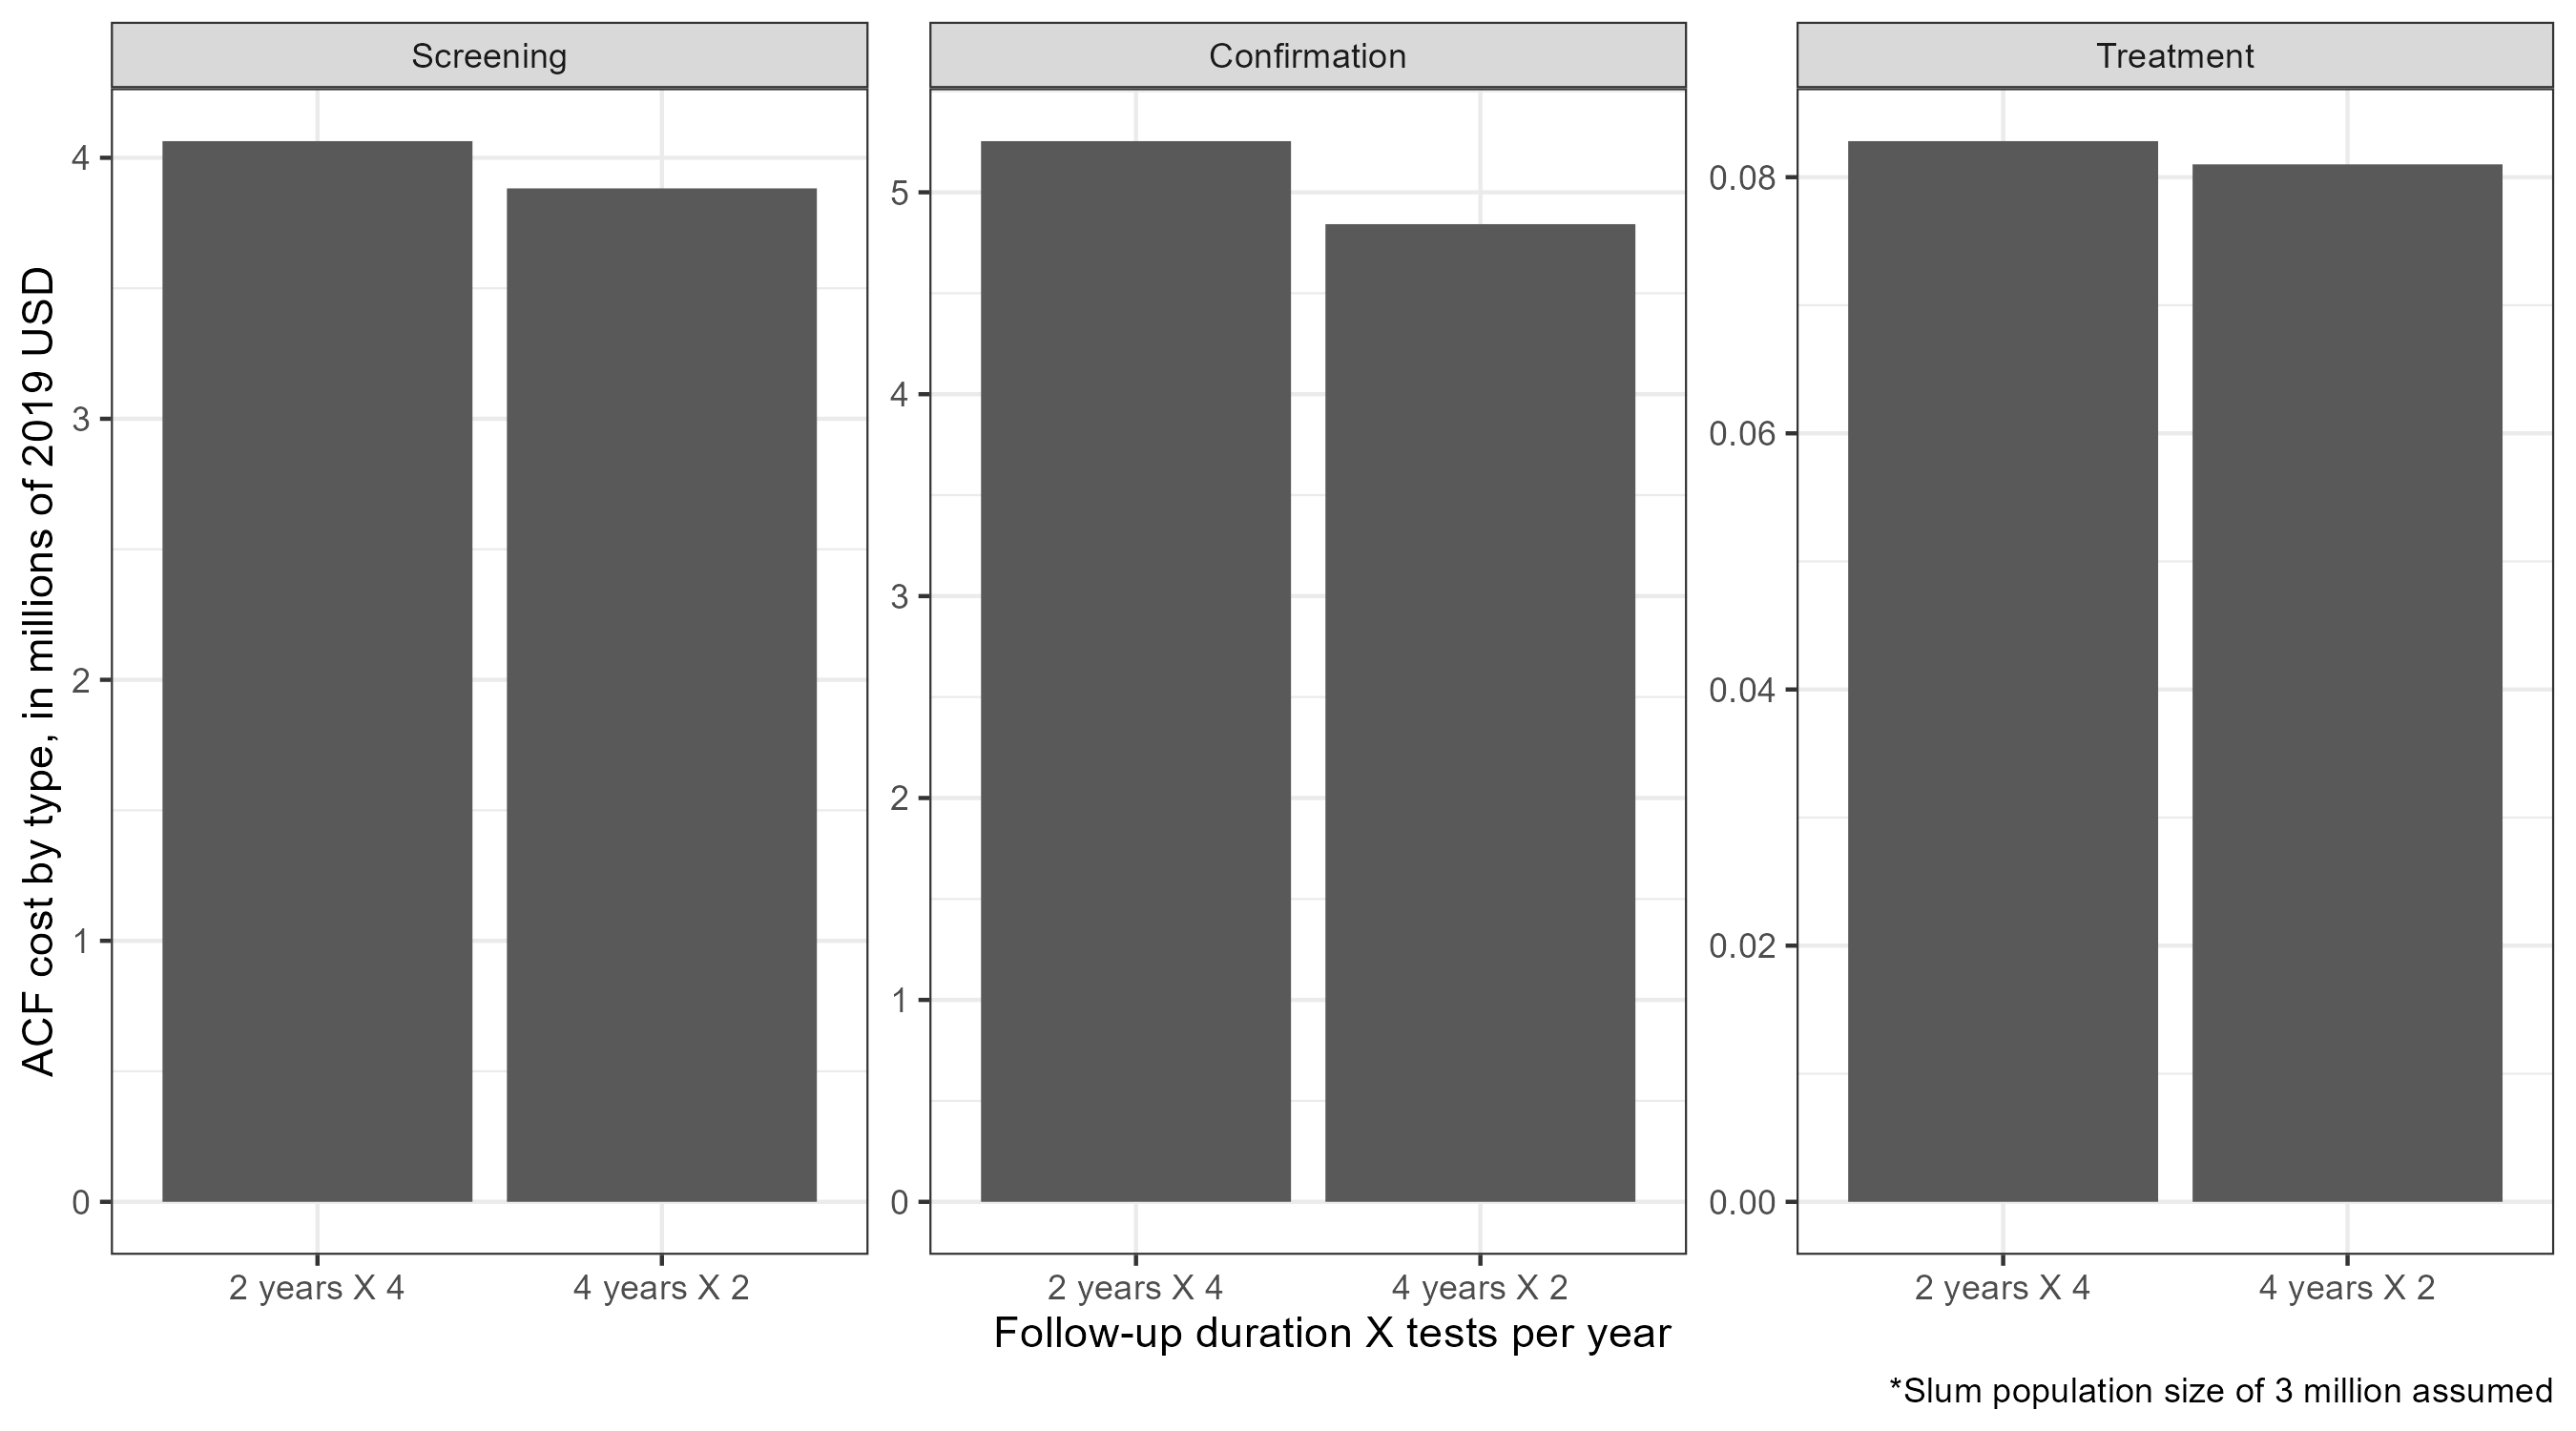 Screening
Confirmation
Treatment
ACF cost by type, in millions of 2019 USD
4
3
2
1
0
5
4
3
2
1
0
0.08
0.06
0.04
0.02
0.00
2 years X 4
4 years X 2
2 years X 4
4 years X 2
2 years X 4
4 years X 2
Follow-up duration X tests per year
*Slum population size of 3 million assumed